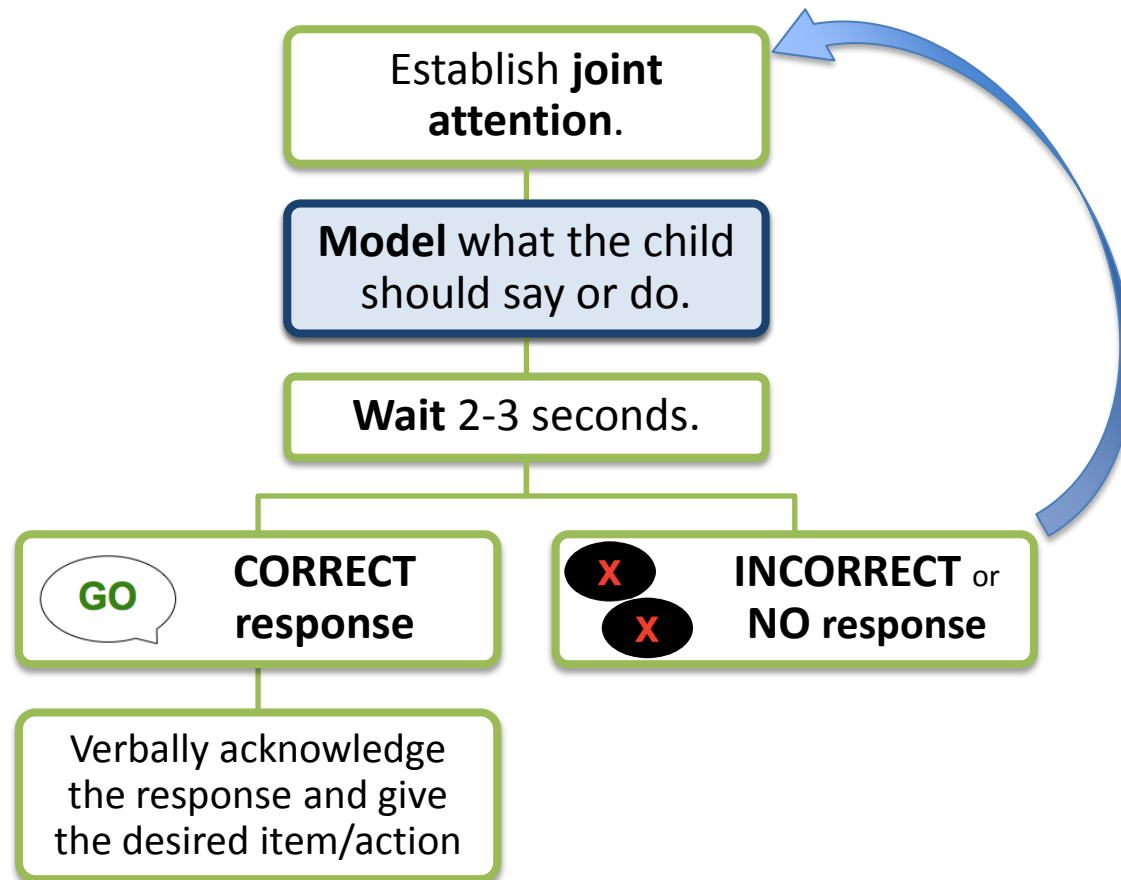 Establish joint
attention.
Model what the child
should say or do.
Wait 2-3 seconds.
GO
CORRECT
response
X
X
INCORRECT or
NO response
Verbally acknowledge
the response and give
the desired item/action